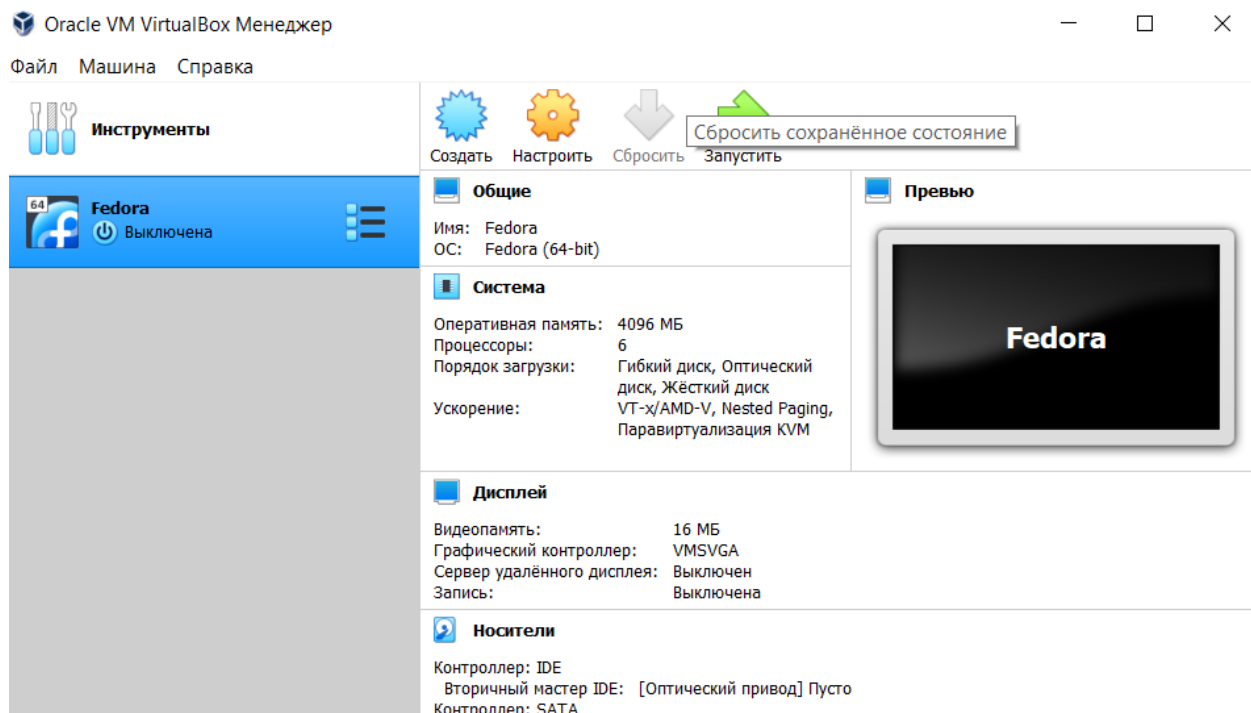 Oracle VM VirtualBox Менеджер
Файл Машина Справка
Инструменты
Создать Настроить Сбросить Запустить
Сбросить сохранённое состояние
64
Fedora
Выключена
Общие
Имя: Fedora
ОС: Fedora (64-bit)
Превью
Fedora
Система
Оперативная память: 4096 МБ
Процессоры: 6
Порядок загрузки: Гибкий диск, Оптический
диск, Жёсткий диск
Ускорение: VT-x/AMD-V, Nested Paging,
Паравиртуализация KVM
Дисплей
Видеопамять: 16 МБ
Графический контроллер: VMSVGA
Сервер удалённого дисплея: Выключен
Запись: Выключена
Носители
Контроллер: IDE
Вторичный мастер IDE: [Оптический привод] Пусто
Контроллер: SATA